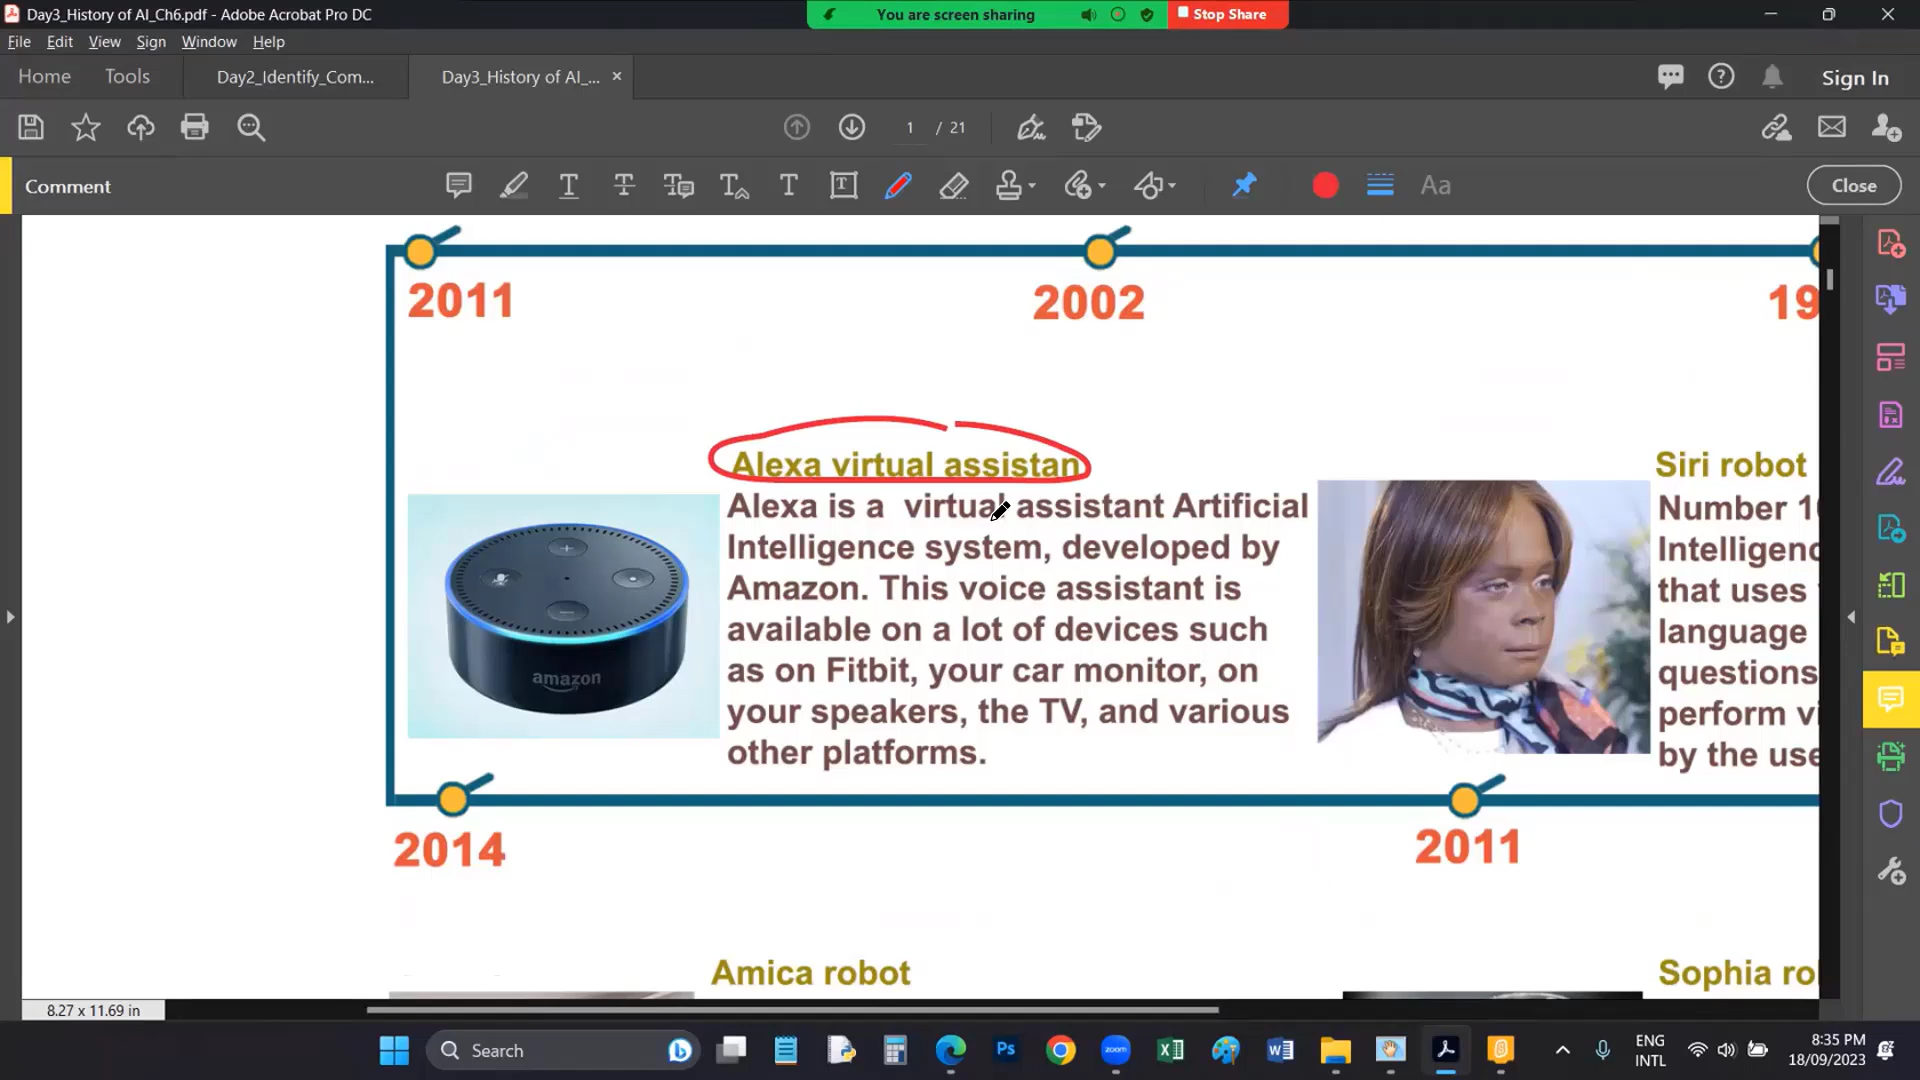 Day3_History of AI_Ch6.pdf - Adobe Acrobat Pro DC
You are screen sharing
Stop Share
File Edit View Sign Window Help
Home Tools Day2_Identify_Com... Day3_History of AI_... Sign In
1 / 21
Comment
T T T T T Aa Close
2011 2002 19
Alexa virtual assistan
Alexa is a virtual assistant Artificial
Intelligence system, developed by
Amazon. This voice assistant is
available on a lot of devices such
as on Fitbit, your car monitor, on
your speakers, the TV, and various
other platforms.
amazon
Siri robot
Number 1
Intelligenc
that uses
language
questions
perform vi
by the use
2014 2011
Amica robot
Sophia ro
8.27 x 11.69 in
Search
Ps
ENG
INTL
8:35 PM
18/09/2023